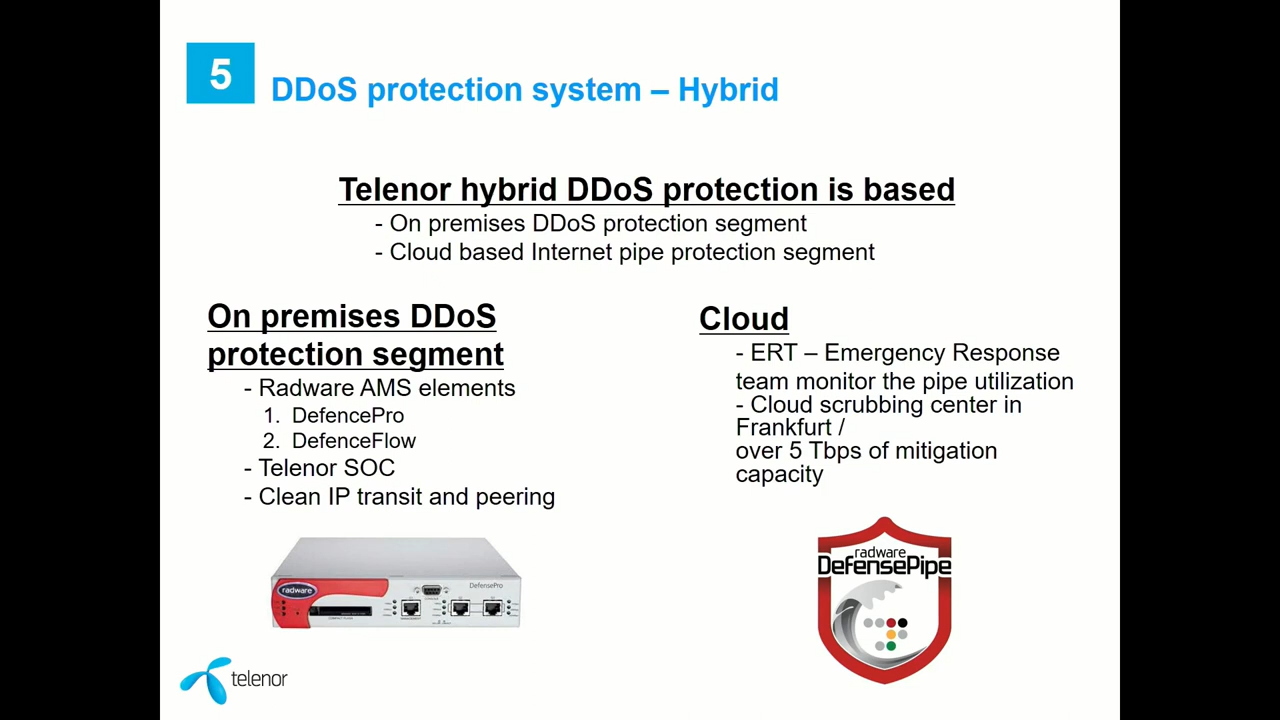 5
DDoS protection system – Hybrid
Telenor hybrid DDoS protection is based
- On premises DDoS protection segment
- Cloud based Internet pipe protection segment
On premises DDoS
protection segment
- Radware AMS elements
1. DefencePro
2. DefenceFlow
- Telenor SOC
- Clean IP transit and peering
Cloud
- ERT – Emergency Response
team monitor the pipe utilization
- Cloud scrubbing center in
Frankfurt /
over 5 Tbps of mitigation
capacity
radware
DefensePro
radware
DefensePipe
telenor